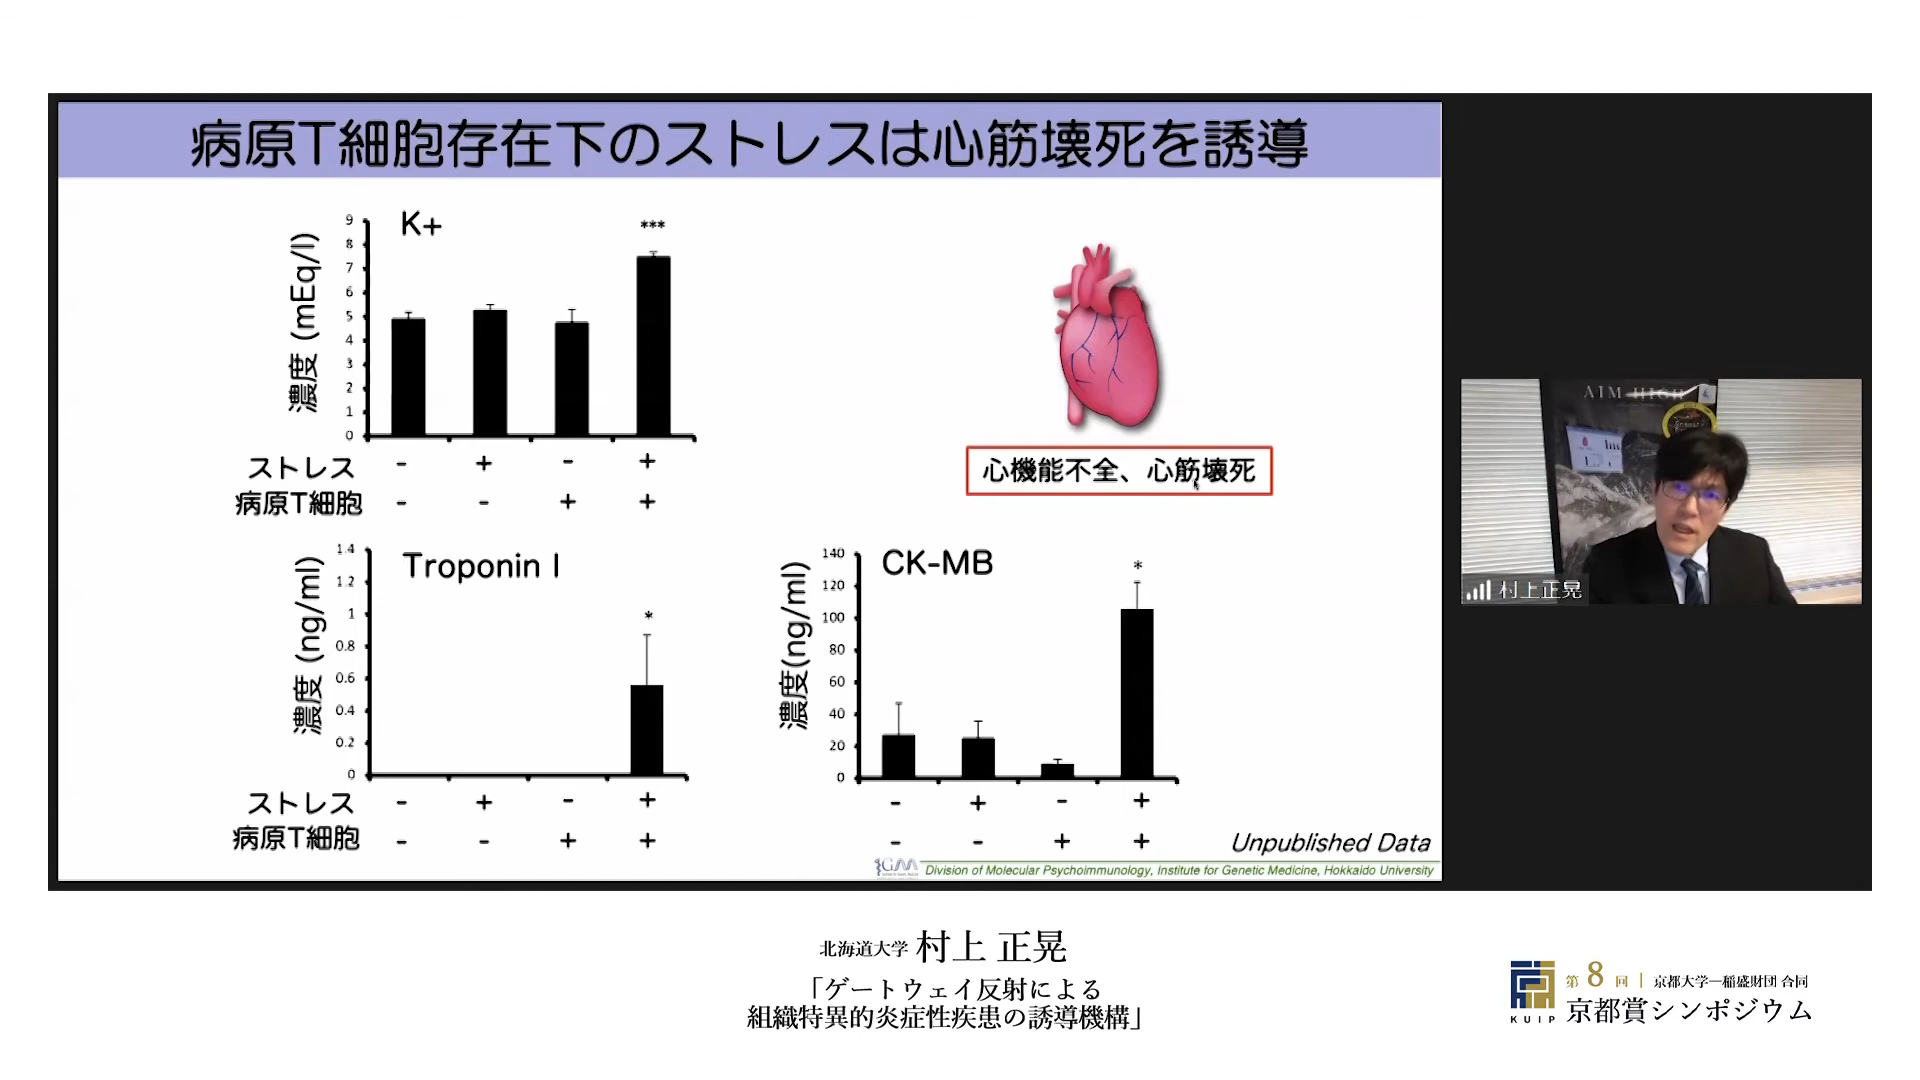 病原T細胞存在下のストレスは心筋壊死を誘導
K+
***
濃度 (mEq/l)
9
8
7
6
5
4
3
2
1
0
ストレス - + - +
病原T細胞 - - + +
心機能不全、心筋壊死
Troponin I
*
濃度 (ng/ml)
1.4
1.2
1
0.8
0.6
0.4
0.2
0
ストレス - + - +
病原T細胞 - - + +
CK-MB
*
濃度(ng/ml)
140
120
100
80
60
40
20
0
- + - +
- - + +
Unpublished Data
IGM
Division of Molecular Psychoimmunology, Institute for Genetic Medicine, Hokkaido University
AIM HIGH
村上正晃
北海道大学 村上 正晃
「ゲートウェイ反射による
組織特異的炎症性疾患の誘導機構」
KUIP
第8回 | 京都大学―稲盛財団 合同
京都賞シンポジウム